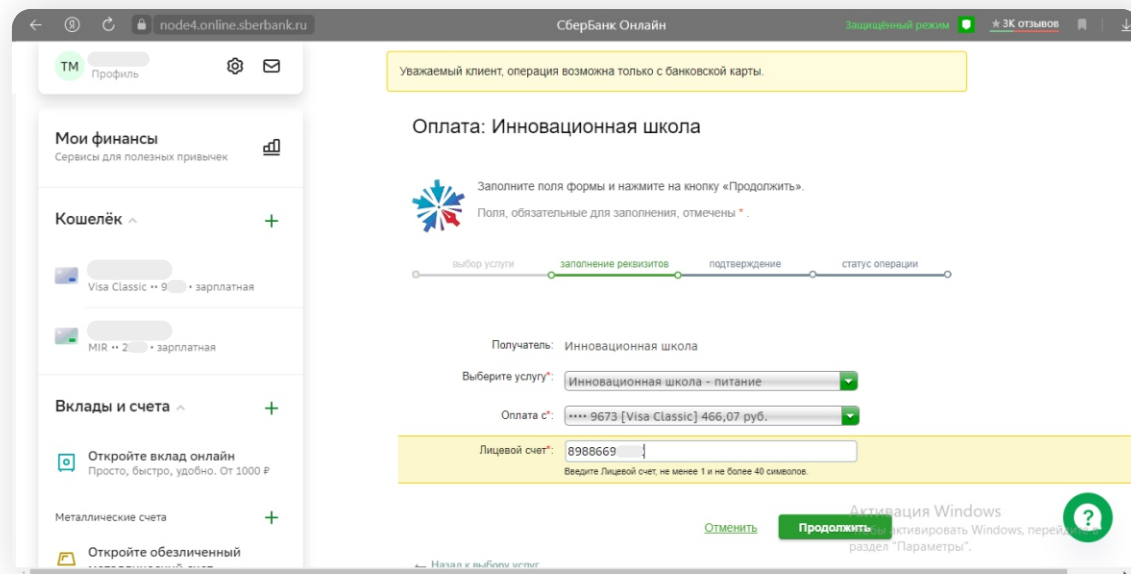 node4.online.sberbank.ru
СберБанк Онлайн
Защищённый режим
★ 3K отзывов
ТМ
Профиль
Мои финансы
Сервисы для полезных привычек
Кошелёк
Visa Classic •• 9 • зарплатная
MIR •• 2 • зарплатная
Вклады и счета
Откройте вклад онлайн
Просто, быстро, удобно. От 1000 ₽
Металлические счета
Откройте обезличенный
Уважаемый клиент, операция возможна только с банковской карты.
Оплата: Инновационная школа
Заполните поля формы и нажмите на кнопку «Продолжить».
Поля, обязательные для заполнения, отмечены * .
выбор услуги
заполнение реквизитов
подтверждение
статус операции
Получатель: Инновационная школа
Выберите услугу*: Инновационная школа - питание
Оплата с*: •••• 9673 [Visa Classic] 466,07 руб.
Лицевой счет*: 8988669
Введите Лицевой счет, не менее 1 и не более 40 символов.
Отменить
Продолжить
Активация Windows
активировать Windows,
раздел "Параметры".
← Назад к выбору услуг